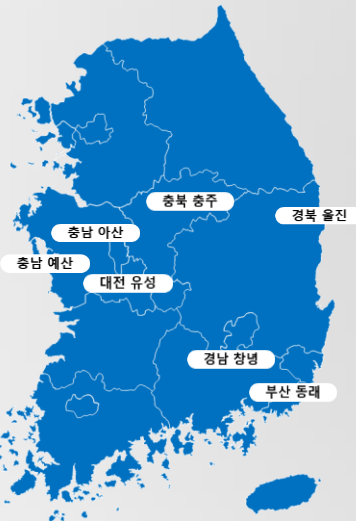 충북 충주
경북 울진
충남 아산
충남 예산
대전 유성
경남 창녕
부산 동래